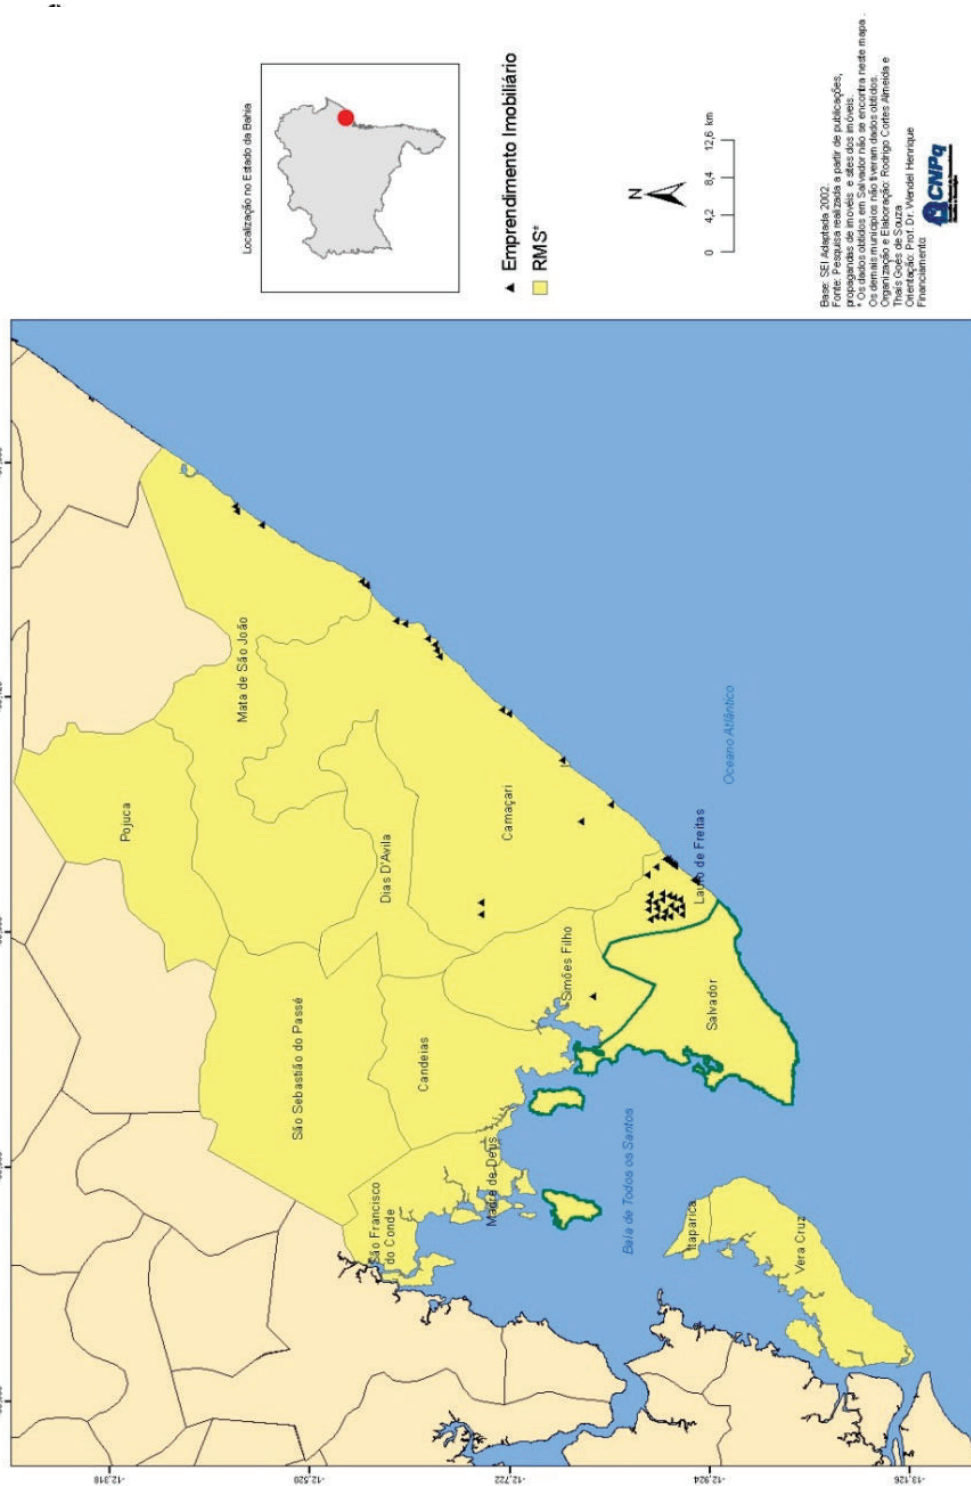 Localização no Estado da Bahia
Emprendimento Imobiliário
RMS*
N
0 4,2 8,4 12,6 km
Base: SEI Adaptada 2002.
Fonte: Pesquisa realizada a partir de publicações,
propagandas de imovéis e sites dos imóveis.
* Os dados obtidos em Salvador não se encontra neste mapa.
Os demais municípios não tiveram dados obtidos.
Organização e Elaboração: Rodrigo Cortes Almeida e
Thais Goés de Souza
Orientação: Prof. Dr. Wendel Henrique
Financiamento
CNPq
Pojuca
Mata de São João
São Sebastião do Passé
Dias D'Avila
Camaçari
Candeias
São Francisco
do Conde
Madre de Deus
Simões Filho
Lauro de Freitas
Salvador
Itaparica
Vera Cruz
Baía de Todos os Santos
Oceano Atlântico
-12,318
-12,520
-12,722
-12,924
-13,126